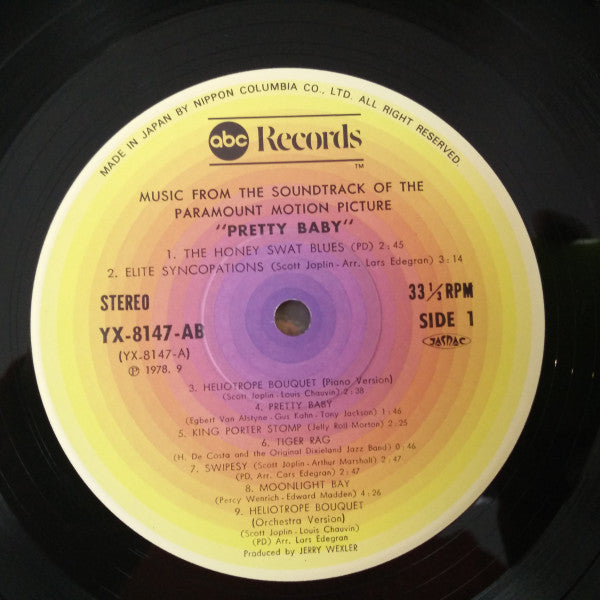 MADE IN JAPAN BY NIPPON COLUMBIA CO., LTD. ALL RIGHT RESERVED.
abc Records
TM
MUSIC FROM THE SOUNDTRACK OF THE
PARAMOUNT MOTION PICTURE
"PRETTY BABY"
1. THE HONEY SWAT BLUES (PD) 2:45
2. ELITE SYNCOPATIONS (Scott Joplin-Arr. Lars Edegran) 3:14
STEREO
33 1/3 RPM
YX-8147-AB
SIDE 1
(YX-8147-A)
JASRAC
℗ 1978. 9
3. HELIOTROPE BOUQUET (Piano Version)
(Scott Joplin-Louis Chauvin) 2:38
4. PRETTY BABY
(Egbert Van Alstyne-Gus Kahn-Tony Jackson) 1:46
5. KING PORTER STOMP (Jelly Roll Morton) 2:25
6. TIGER RAG
(H. De Costa and the Original Dixieland Jazz Band) 0:46
7. SWIPESY (Scott Joplin-Arthur Marshall) 2:47
(PD, Arr. Cars Edegran) 2:47
8. MOONLIGHT BAY
(Percy Wenrich-Edward Madden) 4:26
9. HELIOTROPE BOUQUET
(Orchestra Version)
(Scott Joplin-Louis Chauvin)
(PD) Arr. Lars Edegran
Produced by JERRY WEXLER